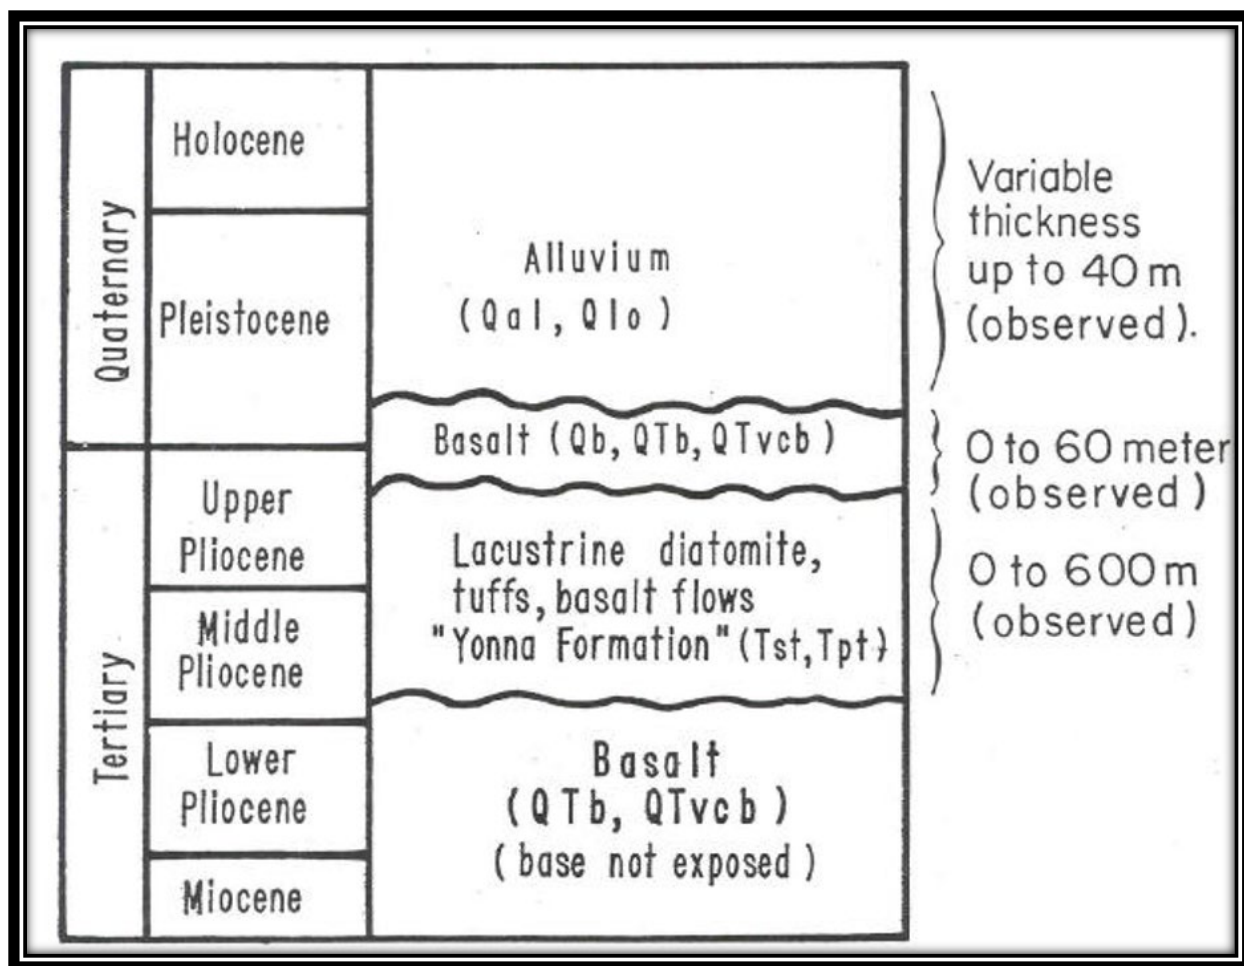 Quaternary
Holocene
Pleistocene
Tertiary
Upper
Pliocene
Middle
Pliocene
Lower
Pliocene
Miocene
Alluvium
(Qal, Qlo)
Basalt (Qb, QTb, QTvcb)
Lacustrine diatomite,
tuffs, basalt flows
"Yonna Formation" (Tst, Tpt)
Basalt
(QTb, QTvcb)
(base not exposed)
Variable
thickness
up to 40 m
(observed).
0 to 60 meter
(observed)
0 to 600 m
(observed)